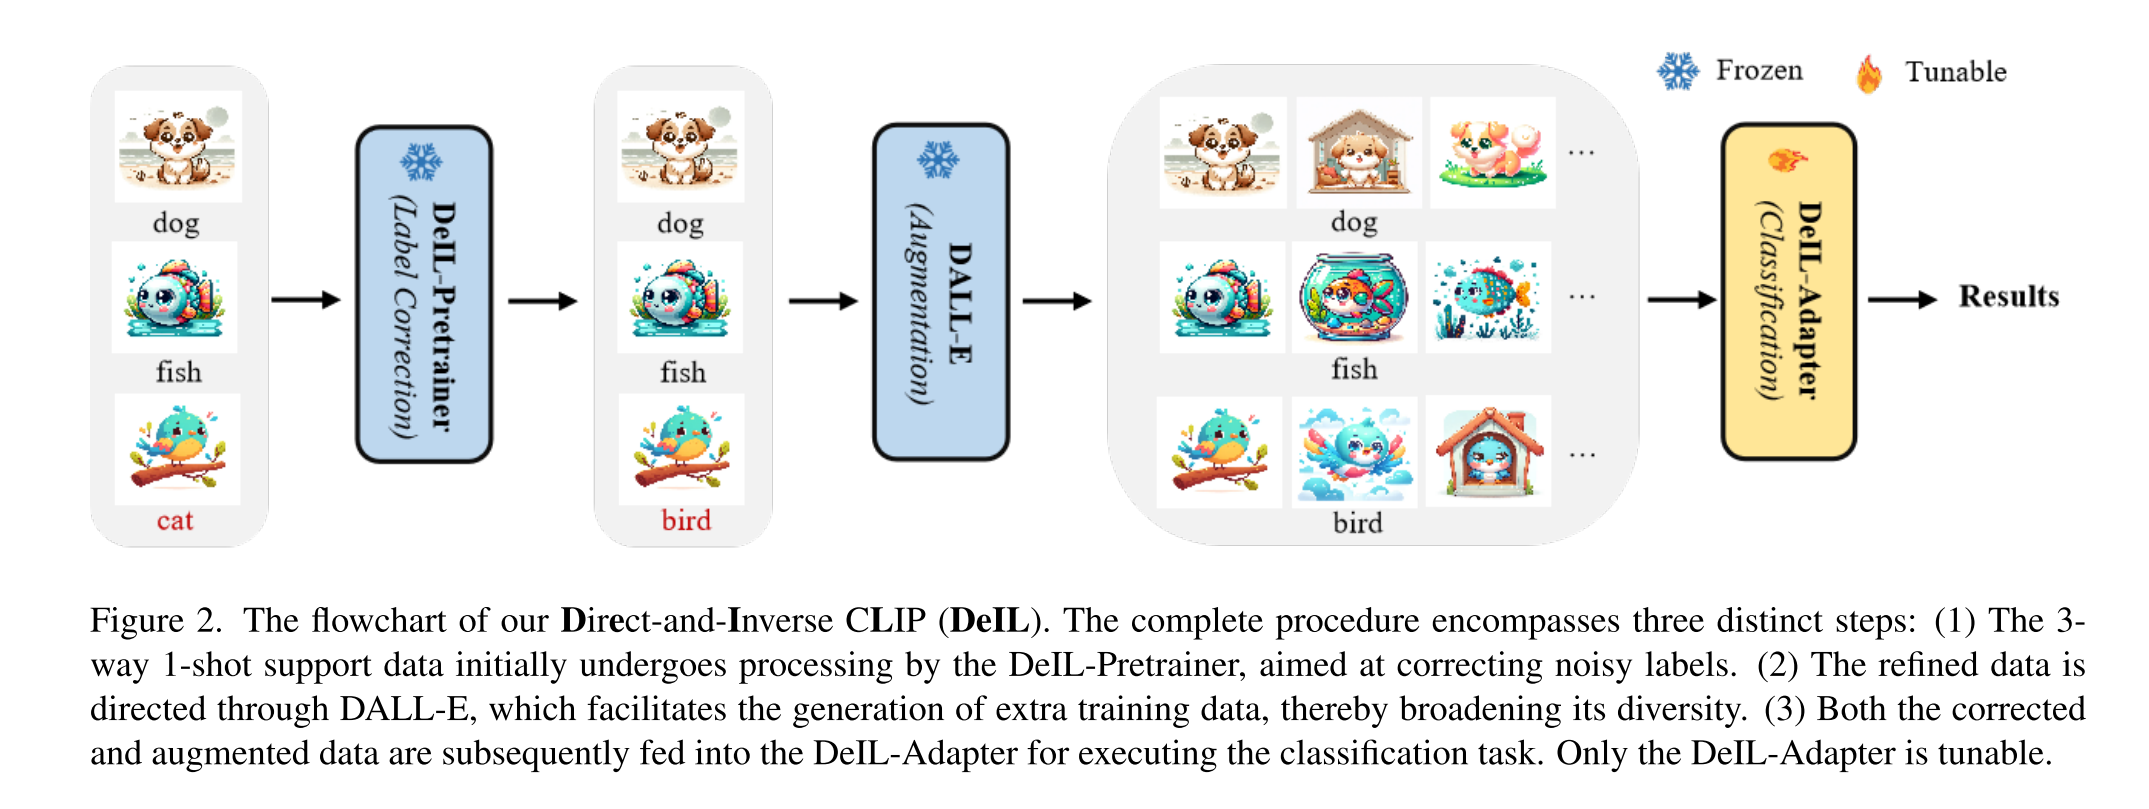 Frozen
Tunable
dog
fish
cat
DeIL-Pretrainer
(Label Correction)
dog
fish
bird
DALL-E
(Augmentation)
...
dog
...
fish
...
bird
DeIL-Adapter
(Classification)
Results
Figure 2. The flowchart of our Direct-and-Inverse CLIP (DeIL). The complete procedure encompasses three distinct steps: (1) The 3-
way 1-shot support data initially undergoes processing by the DeIL-Pretrainer, aimed at correcting noisy labels. (2) The refined data is
directed through DALL-E, which facilitates the generation of extra training data, thereby broadening its diversity. (3) Both the corrected
and augmented data are subsequently fed into the DeIL-Adapter for executing the classification task. Only the DeIL-Adapter is tunable.